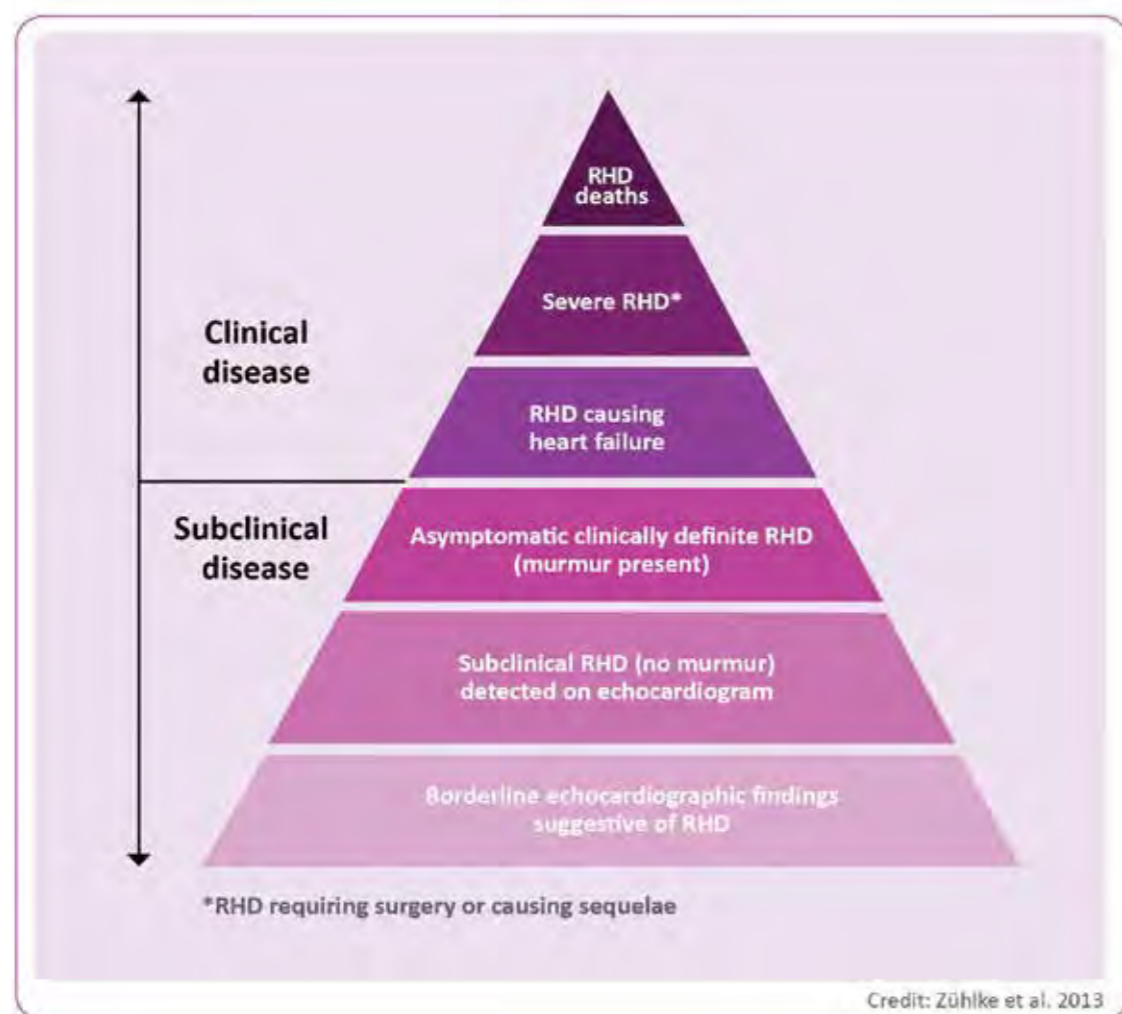 RHD
deaths
Severe RHD*
Clinical
disease
RHD causing
heart failure
Subclinical
disease
Asymptomatic clinically definite RHD
(murmur present)
Subclinical RHD (no murmur)
detected on echocardiogram
Borderline echocardiographic findings
suggestive of RHD
*RHD requiring surgery or causing sequelae
Credit: Zühlke et al. 2013